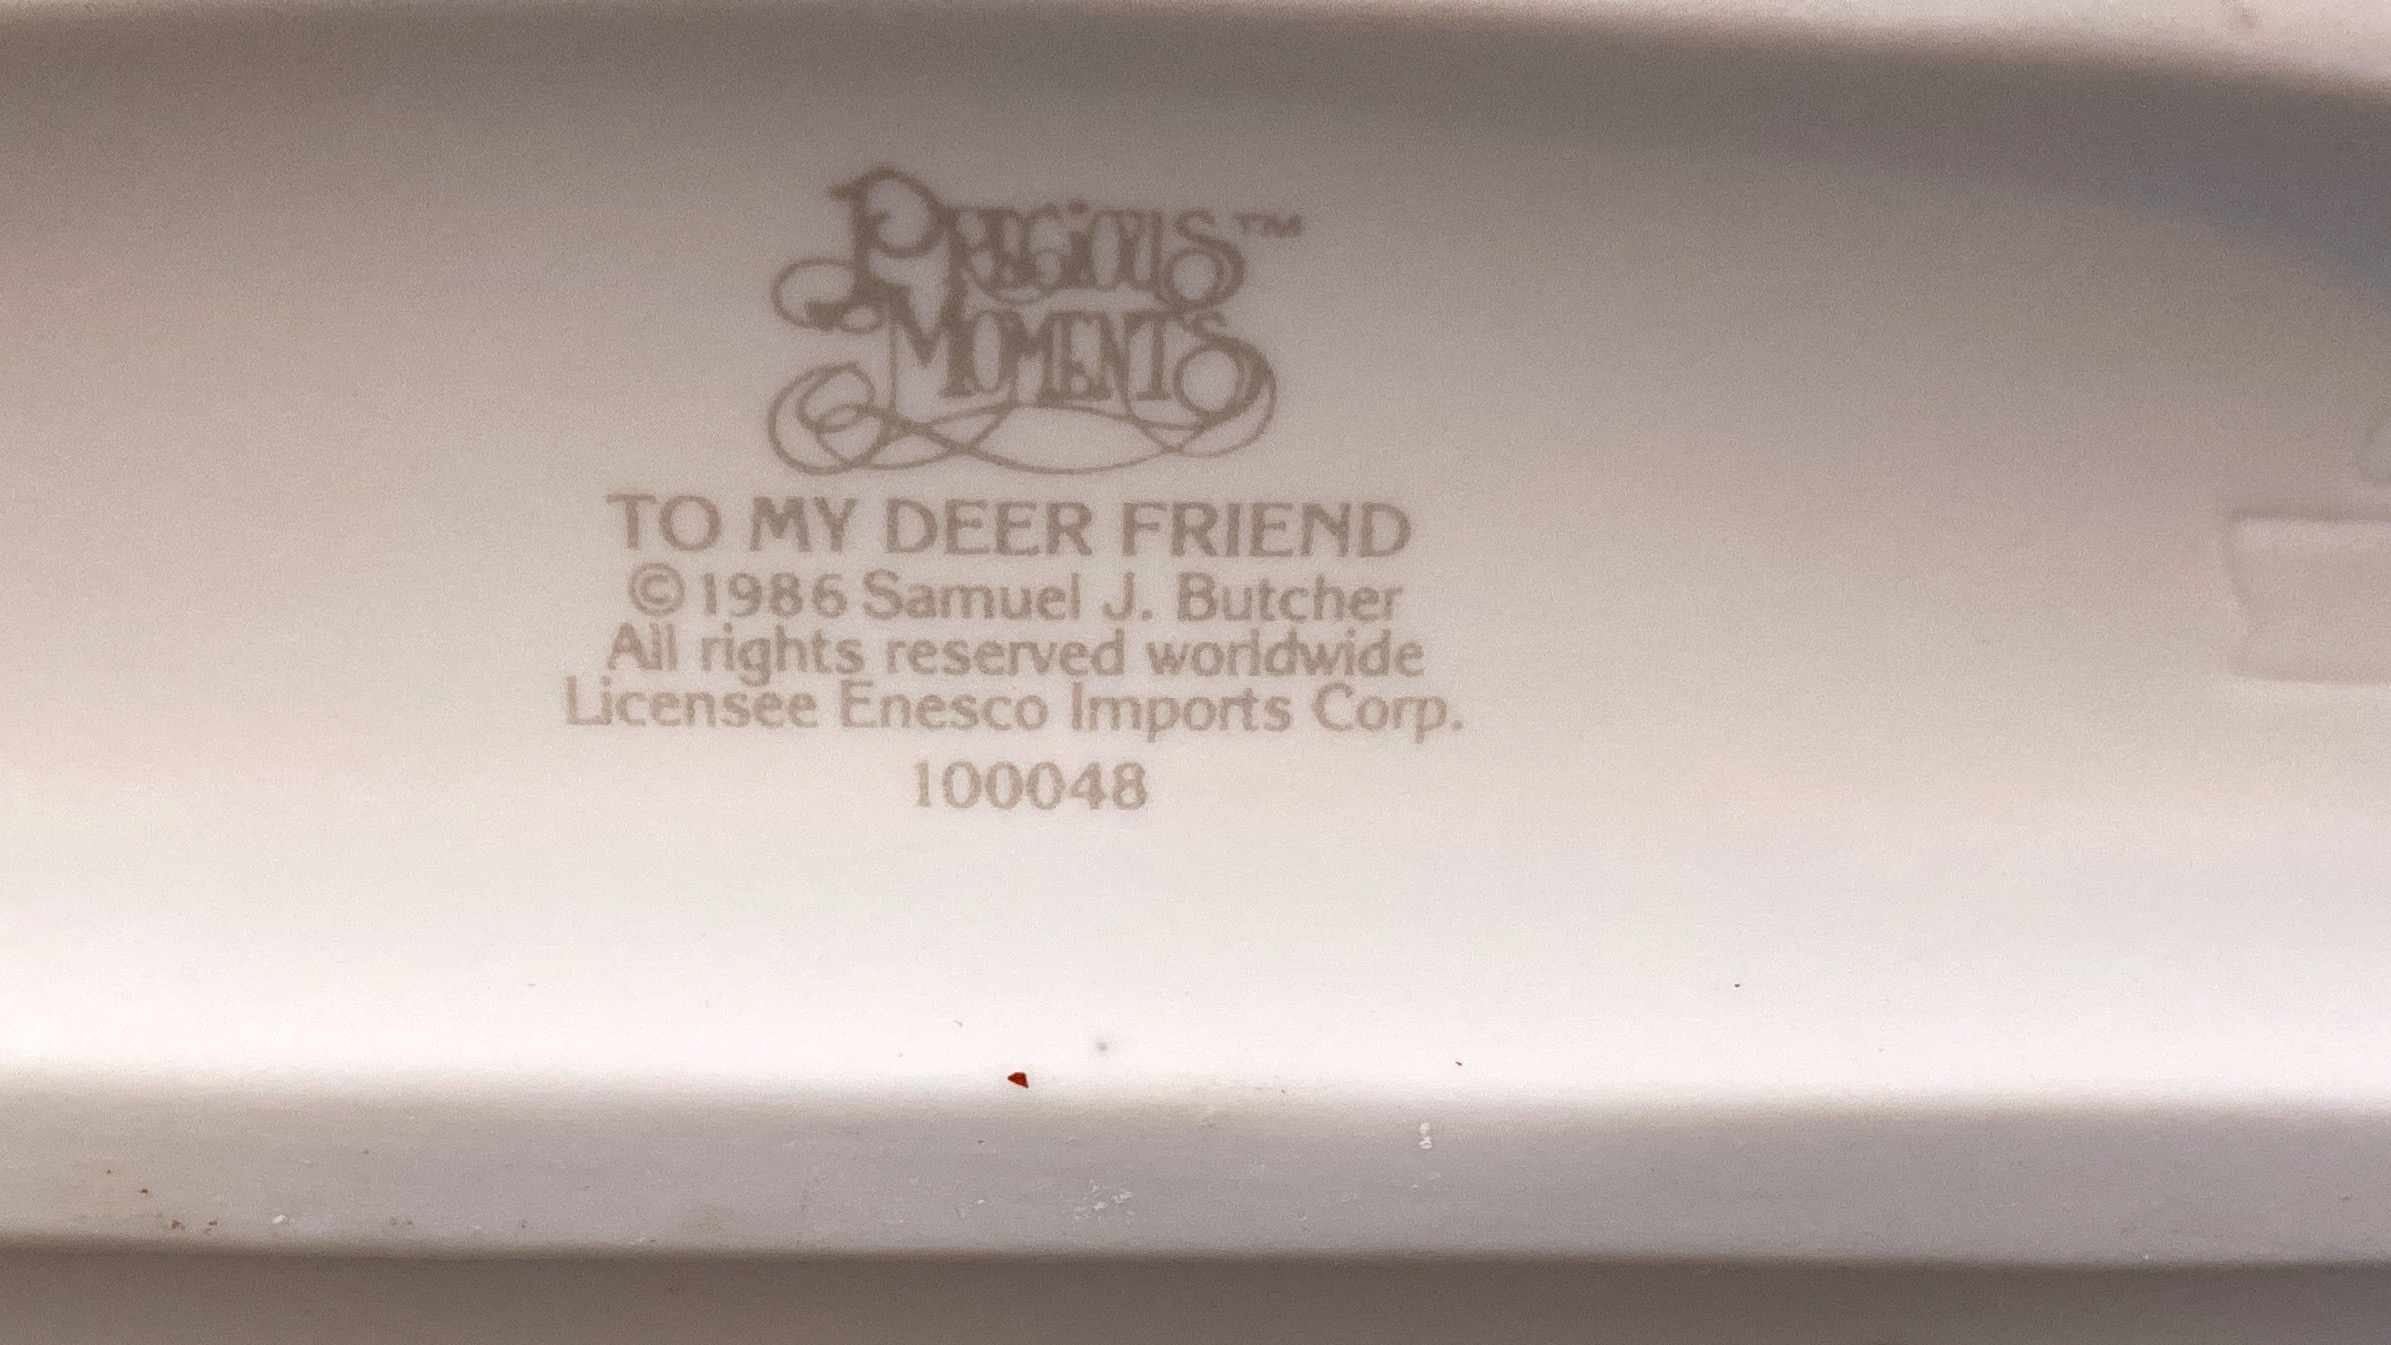 PRECIOUS™
MOMENTS
TO MY DEER FRIEND
©1986 Samuel J. Butcher
All rights reserved worldwide
Licensee Enesco Imports Corp.
100048